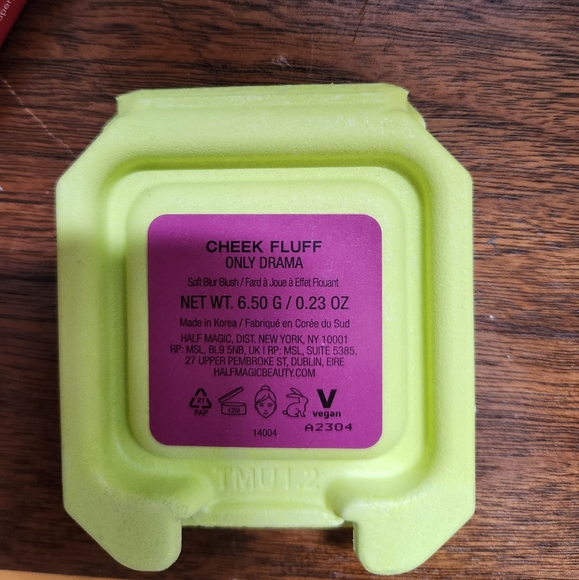 CHEEK FLUFF
ONLY DRAMA
Soft Blur Blush / Fard à Joue à Effet Flouant
NET WT. 6.50 G / 0.23 OZ
Made in Korea / Fabriqué en Corée du Sud
HALF MAGIC, DIST. NEW YORK, NY 10001
RP: MSL, BL9 5NB, UK | RP: MSL, SUITE 5385,
27 UPPER PEMBROKE ST, DUBLIN, EIRE
HALFMAGICBEAUTY.COM
21
PAP
12M
V
vegan
14004
A2304
TMU1.2